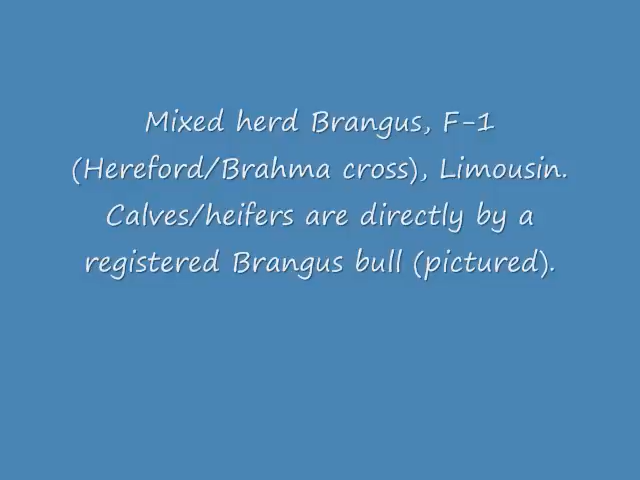 Mixed herd Brangus, F-1
(Hereford/Brahma cross), Limousin.
Calves/heifers are directly by a
registered Brangus bull (pictured).